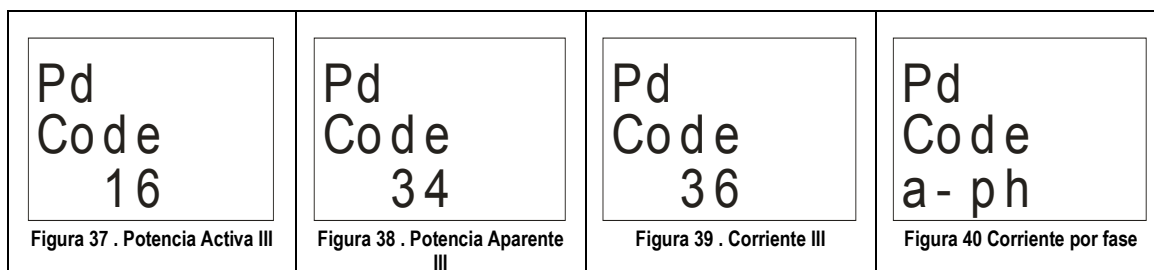 Pd
Code
16
Figura 37 . Potencia Activa III
Pd
Code
34
Figura 38 . Potencia Aparente
III
Pd
Code
36
Figura 39 . Corriente III
Pd
Code
a- ph
Figura 40 Corriente por fase